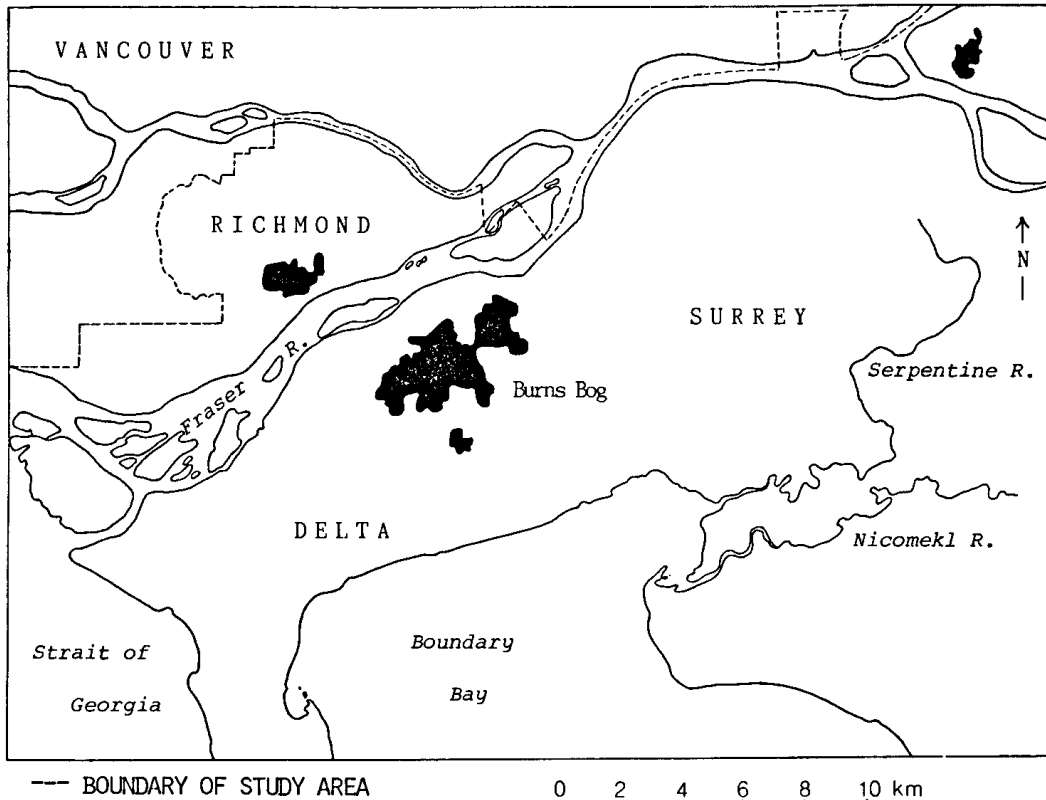 VANCOUVER
RICHMOND
N
SURREY
Fraser R.
Serpentine R.
Burns Bog
DELTA
Nicomekl R.
Boundary
Bay
Strait of
Georgia
--- BOUNDARY OF STUDY AREA
0 2 4 6 8 10 km